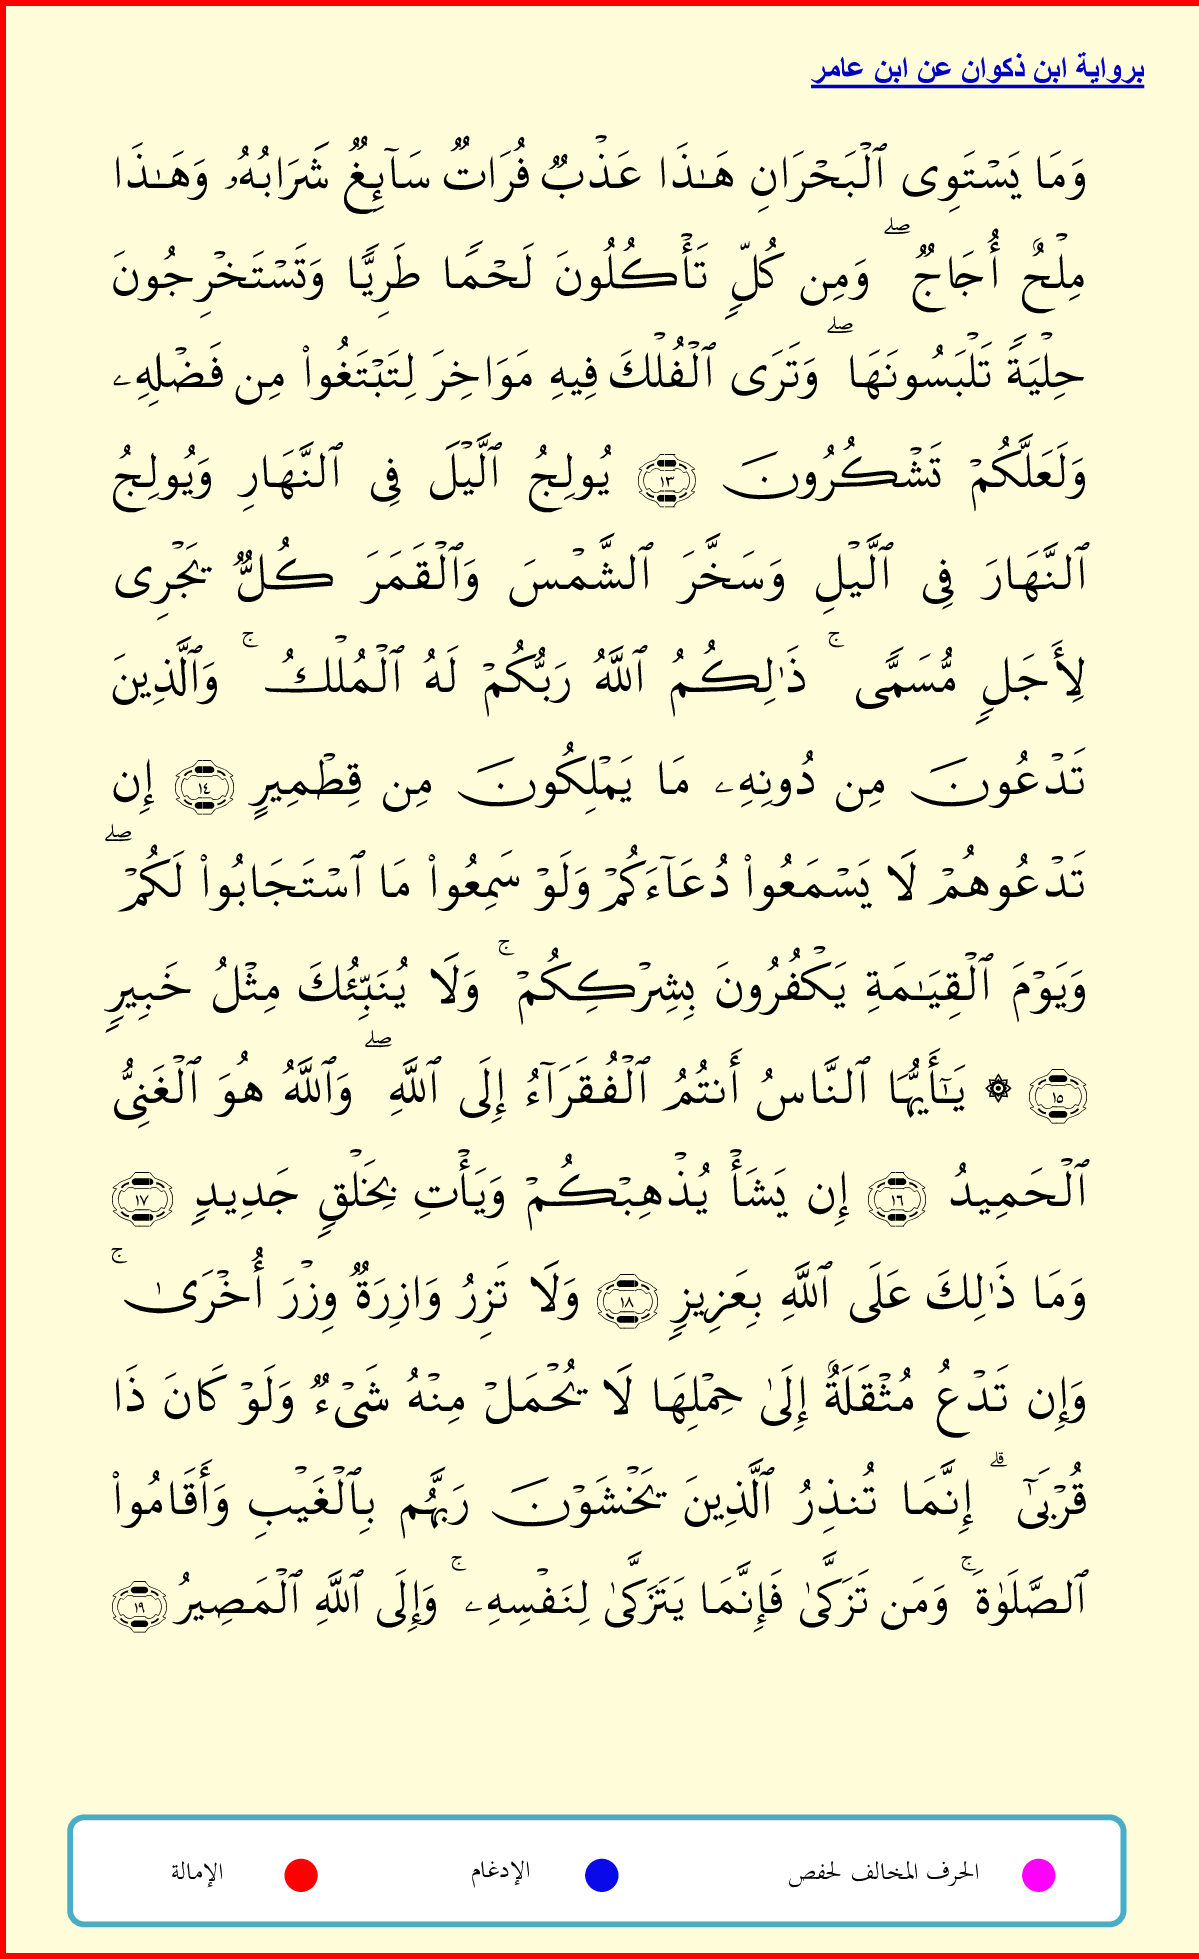 برواية ابن ذكوان عن ابن عامر
وَمَا يَسْتَوِى ٱلْبَحْرَانِ هَـٰذَا عَذْبٌ فُرَاتٌ سَآئِغٌ شَرَابُهُۥ وَهَـٰذَا
مِلْحٌ أُجَاجٌ ۖ وَمِن كُلٍّ تَأْكُلُونَ لَحْمًا طَرِيًّا وَتَسْتَخْرِجُونَ
حِلْيَةً تَلْبَسُونَهَا ۖ وَتَرَى ٱلْفُلْكَ فِيهِ مَوَاخِرَ لِتَبْتَغُوا۟ مِن فَضْلِهِۦ
وَلَعَلَّكُمْ تَشْكُرُونَ ١٣ يُولِجُ ٱلَّيْلَ فِى ٱلنَّهَارِ وَيُولِجُ
ٱلنَّهَارَ فِى ٱلَّيْلِ وَسَخَّرَ ٱلشَّمْسَ وَٱلْقَمَرَ كُلٌّ يَجْرِى
لِأَجَلٍ مُّسَمًّى ۚ ذَٰلِكُمُ ٱللَّهُ رَبُّكُمْ لَهُ ٱلْمُلْكُ ۚ وَٱلَّذِينَ
تَدْعُونَ مِن دُونِهِۦ مَا يَمْلِكُونَ مِن قِطْمِيرٍ ١٤ إِن
تَدْعُوهُمْ لَا يَسْمَعُوا۟ دُعَآءَكُمْ وَلَوْ سَمِعُوا۟ مَا ٱسْتَجَابُوا۟ لَكُمْ ۖ
وَيَوْمَ ٱلْقِيَـٰمَةِ يَكْفُرُونَ بِشِرْكِكُمْ ۚ وَلَا يُنَبِّئُكَ مِثْلُ خَبِيرٍ
١٥ ۞ يَـٰٓأَيُّهَا ٱلنَّاسُ أَنتُمُ ٱلْفُقَرَآءُ إِلَى ٱللَّهِ ۖ وَٱللَّهُ هُوَ ٱلْغَنِىُّ
ٱلْحَمِيدُ ١٦ إِن يَشَأْ يُذْهِبْكُمْ وَيَأْتِ بِخَلْقٍ جَدِيدٍ ١٧
وَمَا ذَٰلِكَ عَلَى ٱللَّهِ بِعَزِيزٍ ١٨ وَلَا تَزِرُ وَازِرَةٌ وِزْرَ أُخْرَىٰ ۚ
وَإِن تَدْعُ مُثْقَلَةٌ إِلَىٰ حِمْلِهَا لَا يُحْمَلْ مِنْهُ شَىْءٌ وَلَوْ كَانَ ذَا
قُرْبَىٰٓ ۗ إِنَّمَا تُنذِرُ ٱلَّذِينَ يَخْشَوْنَ رَبَّهُم بِٱلْغَيْبِ وَأَقَامُوا۟
ٱلصَّلَوٰةَ ۚ وَمَن تَزَكَّىٰ فَإِنَّمَا يَتَزَكَّىٰ لِنَفْسِهِۦ ۚ وَإِلَى ٱللَّهِ ٱلْمَصِيرُ ١٩
الحرف المخالف لحفص الإدغام الإمالة